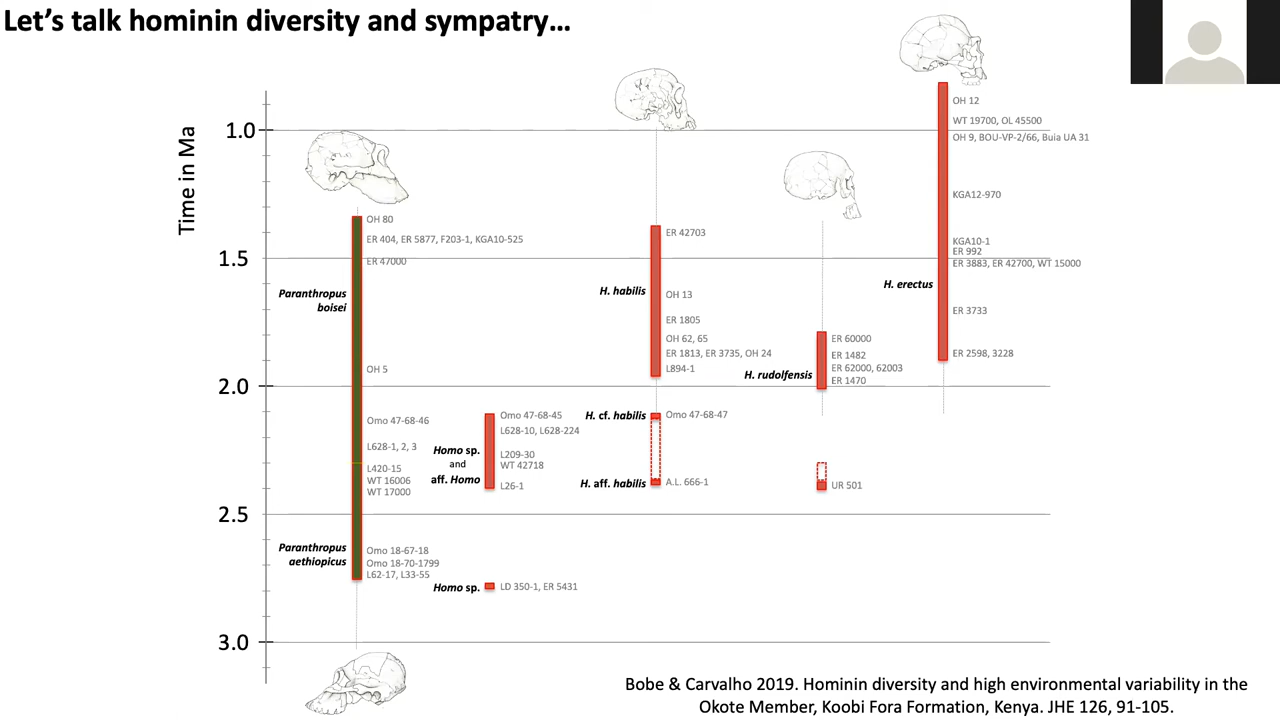 Let's talk hominin diversity and sympatry...
Time in Ma
1.0
1.5
2.0
2.5
3.0
Paranthropus
boisei
OH 80
ER 404, ER 5877, F203-1, KGA10-525
ER 47000
OH 5
Omo 47-68-46
L628-1, 2, 3
L420-15
WT 16006
WT 17000
Paranthropus
aethiopicus
Omo 18-67-18
Omo 18-70-1799
L62-17, L33-55
Homo sp.
and
aff. Homo
Omo 47-68-45
L628-10, L628-224
L209-30
WT 42718
L26-1
Homo sp.
LD 350-1, ER 5431
H. habilis
ER 42703
OH 13
ER 1805
OH 62, 65
ER 1813, ER 3735, OH 24
L894-1
H. cf. habilis
Omo 47-68-47
H. aff. habilis
A.L. 666-1
H. rudolfensis
ER 60000
ER 1482
ER 62000, 62003
ER 1470
UR 501
H. erectus
OH 12
WT 19700, OL 45500
OH 9, BOU-VP-2/66, Buia UA 31
KGA12-970
KGA10-1
ER 992
ER 3883, ER 42700, WT 15000
ER 3733
ER 2598, 3228
Bobe & Carvalho 2019. Hominin diversity and high environmental variability in the
Okote Member, Koobi Fora Formation, Kenya. JHE 126, 91-105.